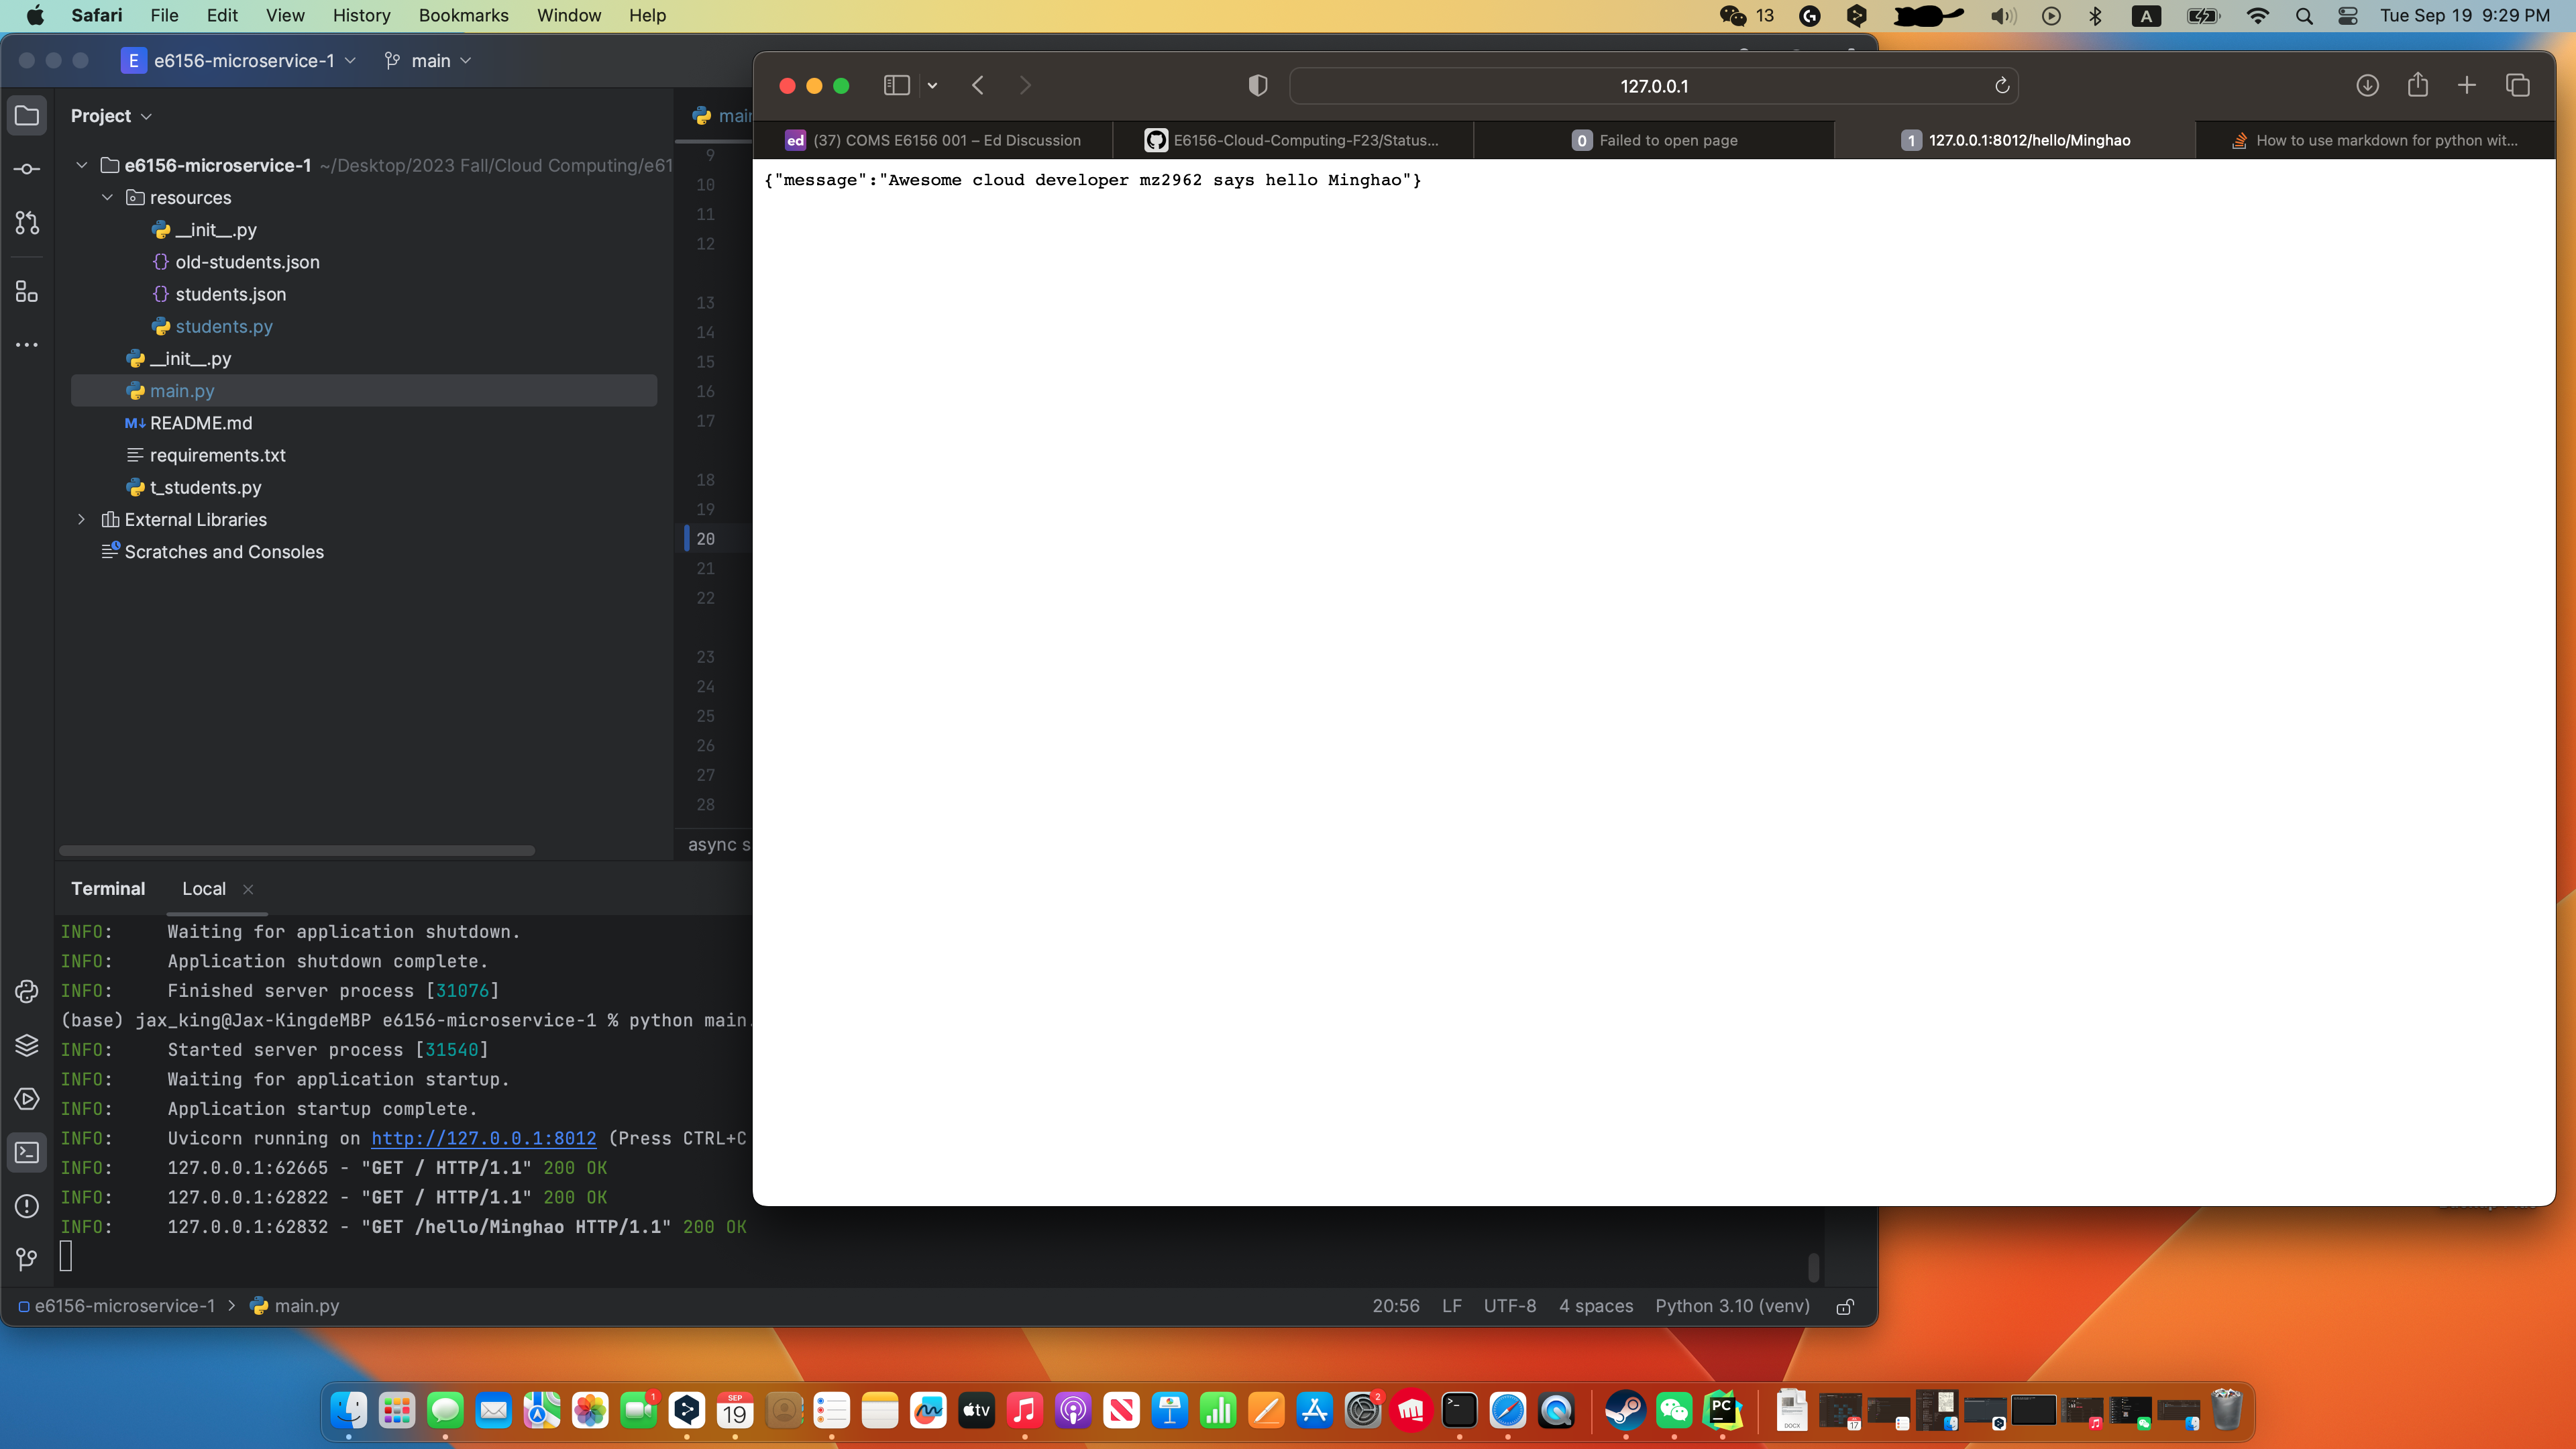 Safari File Edit View History Bookmarks Window Help 13 A Tue Sep 19 9:29 PM
E e6156-microservice-1 main
127.0.0.1
Project
ed (37) COMS E6156 001 – Ed Discussion
E6156-Cloud-Computing-F23/Status...
0 Failed to open page
1 127.0.0.1:8012/hello/Minghao
How to use markdown for python wit...
{"message":"Awesome cloud developer mz2962 says hello Minghao"}
e6156-microservice-1 ~/Desktop/2023 Fall/Cloud Computing/e61
resources
__init__.py
{} old-students.json
{} students.json
students.py
__init__.py
main.py
M↓ README.md
requirements.txt
t_students.py
External Libraries
Scratches and Consoles
9
10
11
12
13
14
15
16
17
18
19
20
21
22
23
24
25
26
27
28
async s
Terminal Local
INFO: Waiting for application shutdown.
INFO: Application shutdown complete.
INFO: Finished server process [31076]
(base) jax_king@Jax-KingdeMBP e6156-microservice-1 % python main.
INFO: Started server process [31540]
INFO: Waiting for application startup.
INFO: Application startup complete.
INFO: Uvicorn running on http://127.0.0.1:8012 (Press CTRL+C
INFO: 127.0.0.1:62665 - "GET / HTTP/1.1" 200 OK
INFO: 127.0.0.1:62822 - "GET / HTTP/1.1" 200 OK
INFO: 127.0.0.1:62832 - "GET /hello/Minghao HTTP/1.1" 200 OK
e6156-microservice-1 > main.py 20:56 LF UTF-8 4 spaces Python 3.10 (venv)
1 SEP 19 tv 2 PC DOCX 17